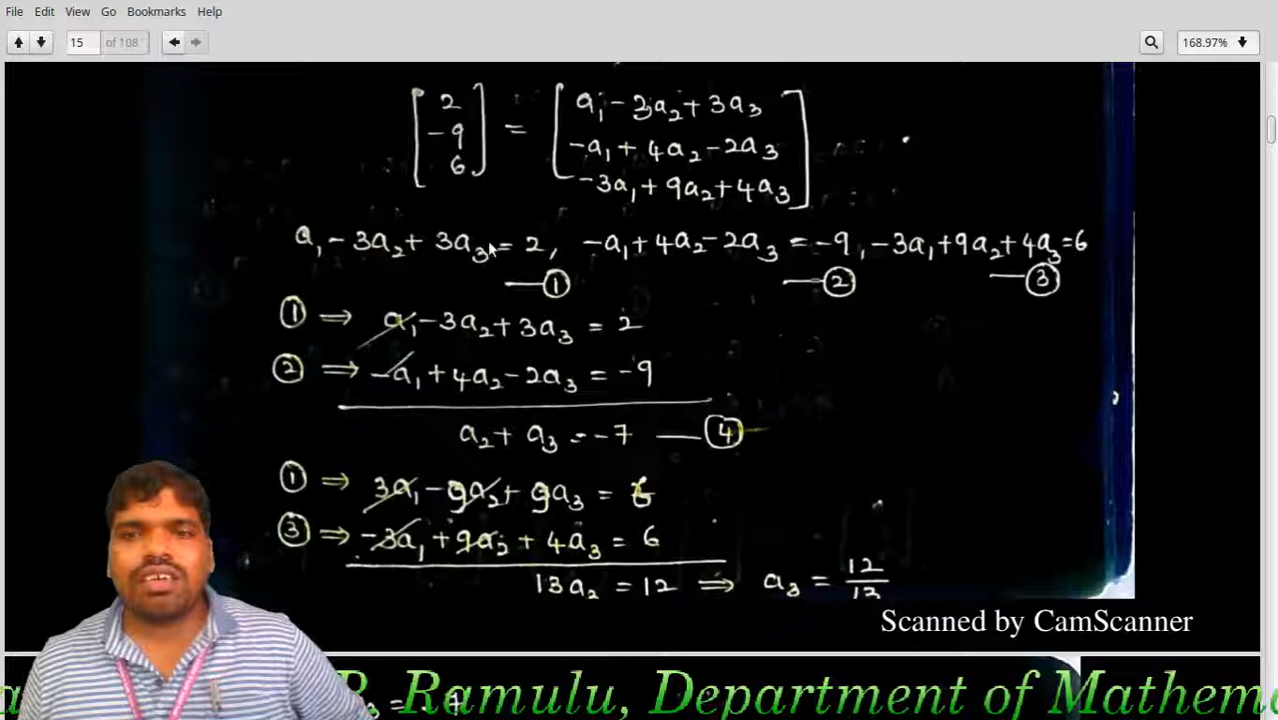 File Edit View Go Bookmarks Help
15 of 108 168.97%
[2 -9 6] = [a₁ - 3a₂ + 3a₃
-a₁ + 4a₂ - 2a₃
-3a₁ + 9a₂ + 4a₃]
a₁ - 3a₂ + 3a₃ = 2, -a₁ + 4a₂ - 2a₃ = -9, -3a₁ + 9a₂ + 4a₃ = 6
—① —② —③
① ⇒ a₁ - 3a₂ + 3a₃ = 2
② ⇒ -a₁ + 4a₂ - 2a₃ = -9
a₂ + a₃ = -7 —④
① ⇒ 3a₁ - 9a₂ + 9a₃ = 6
③ ⇒ -3a₁ + 9a₂ + 4a₃ = 6
13a₂ = 12 ⇒ a₃ = 12/13
Scanned by CamScanner
Ramulu, Department of Mathem